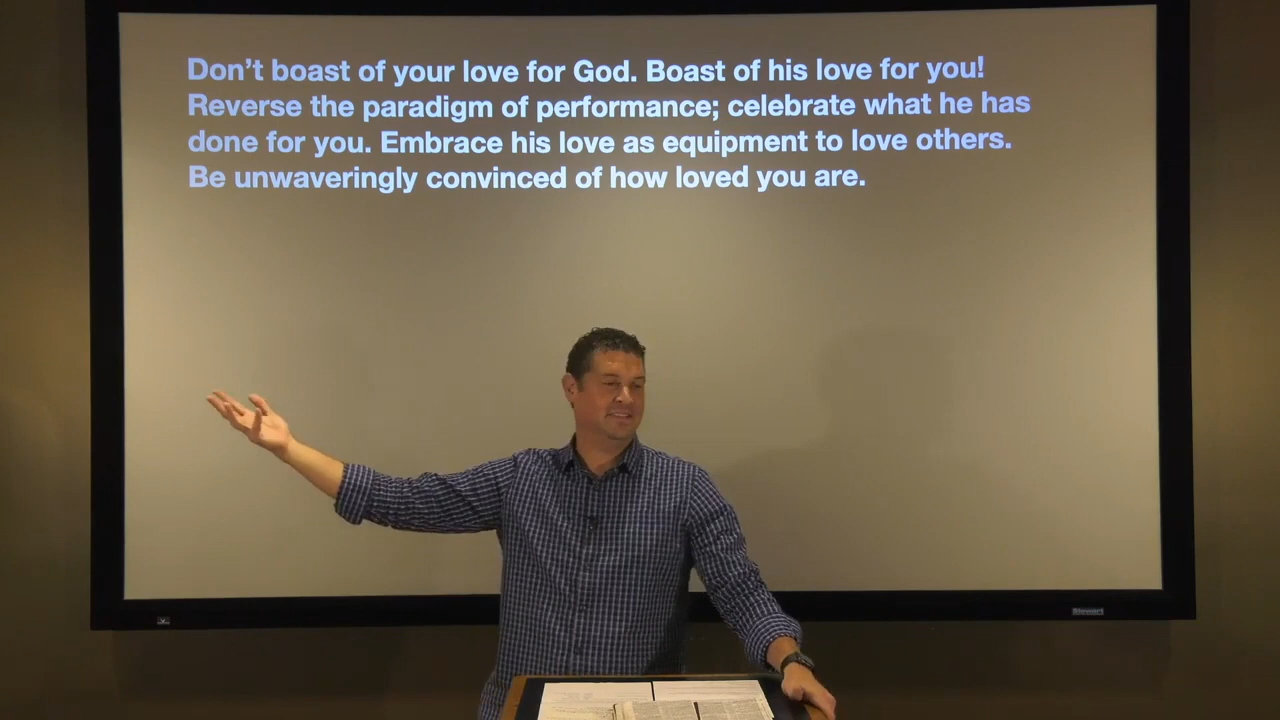 Don’t boast of your love for God. Boast of his love for you!
Reverse the paradigm of performance; celebrate what he has
done for you. Embrace his love as equipment to love others.
Be unwaveringly convinced of how loved you are.
Stewart